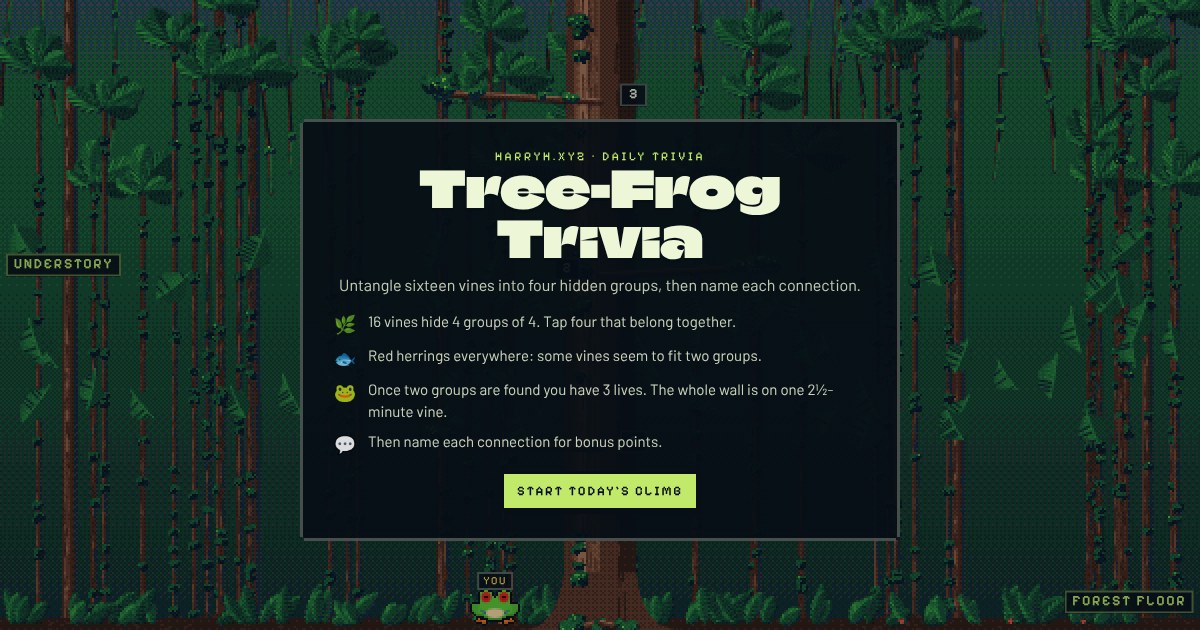 3
HARRYH.XYZ · DAILY TRIVIA
Tree-Frog
Trivia
UNDERSTORY
Untangle sixteen vines into four hidden groups, then name each connection.
16 vines hide 4 groups of 4. Tap four that belong together.
Red herrings everywhere: some vines seem to fit two groups.
Once two groups are found you have 3 lives. The whole wall is on one 2½-
minute vine.
Then name each connection for bonus points.
START TODAY'S CLIMB
YOU
FOREST FLOOR